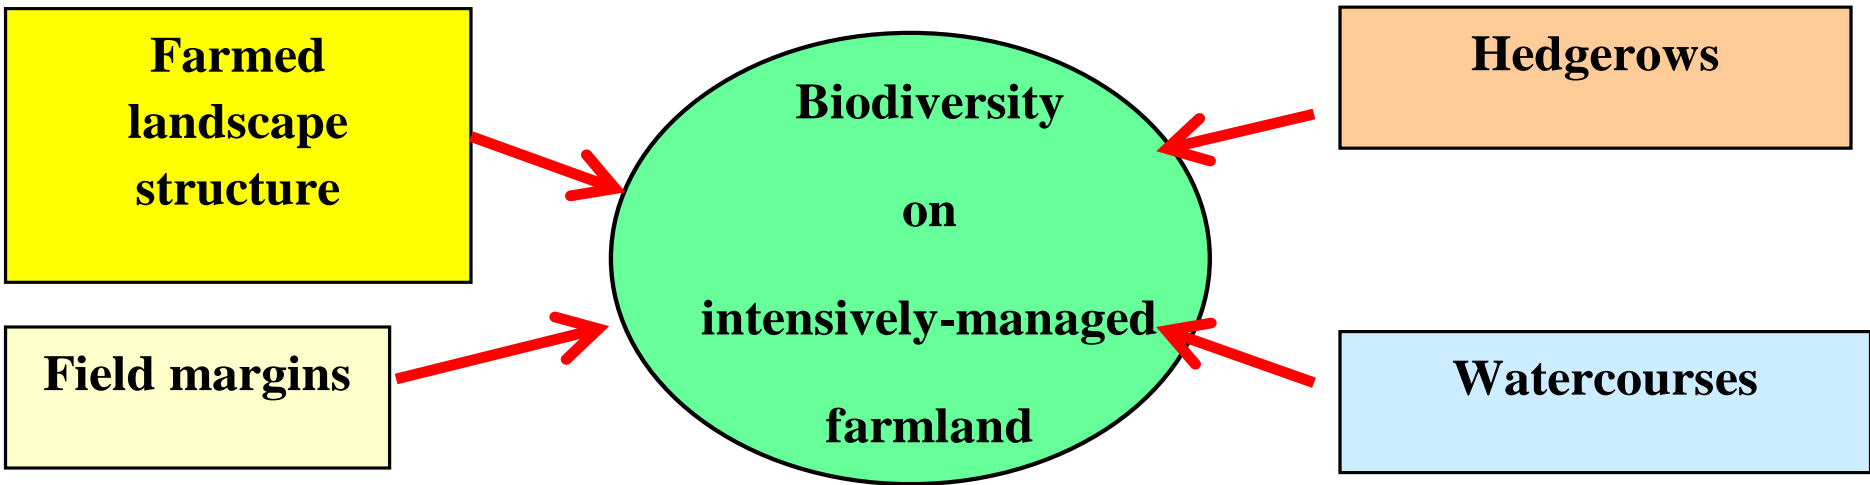 Farmed
landscape
structure
Field margins
Biodiversity
on
intensively-managed
farmland
Hedgerows
Watercourses